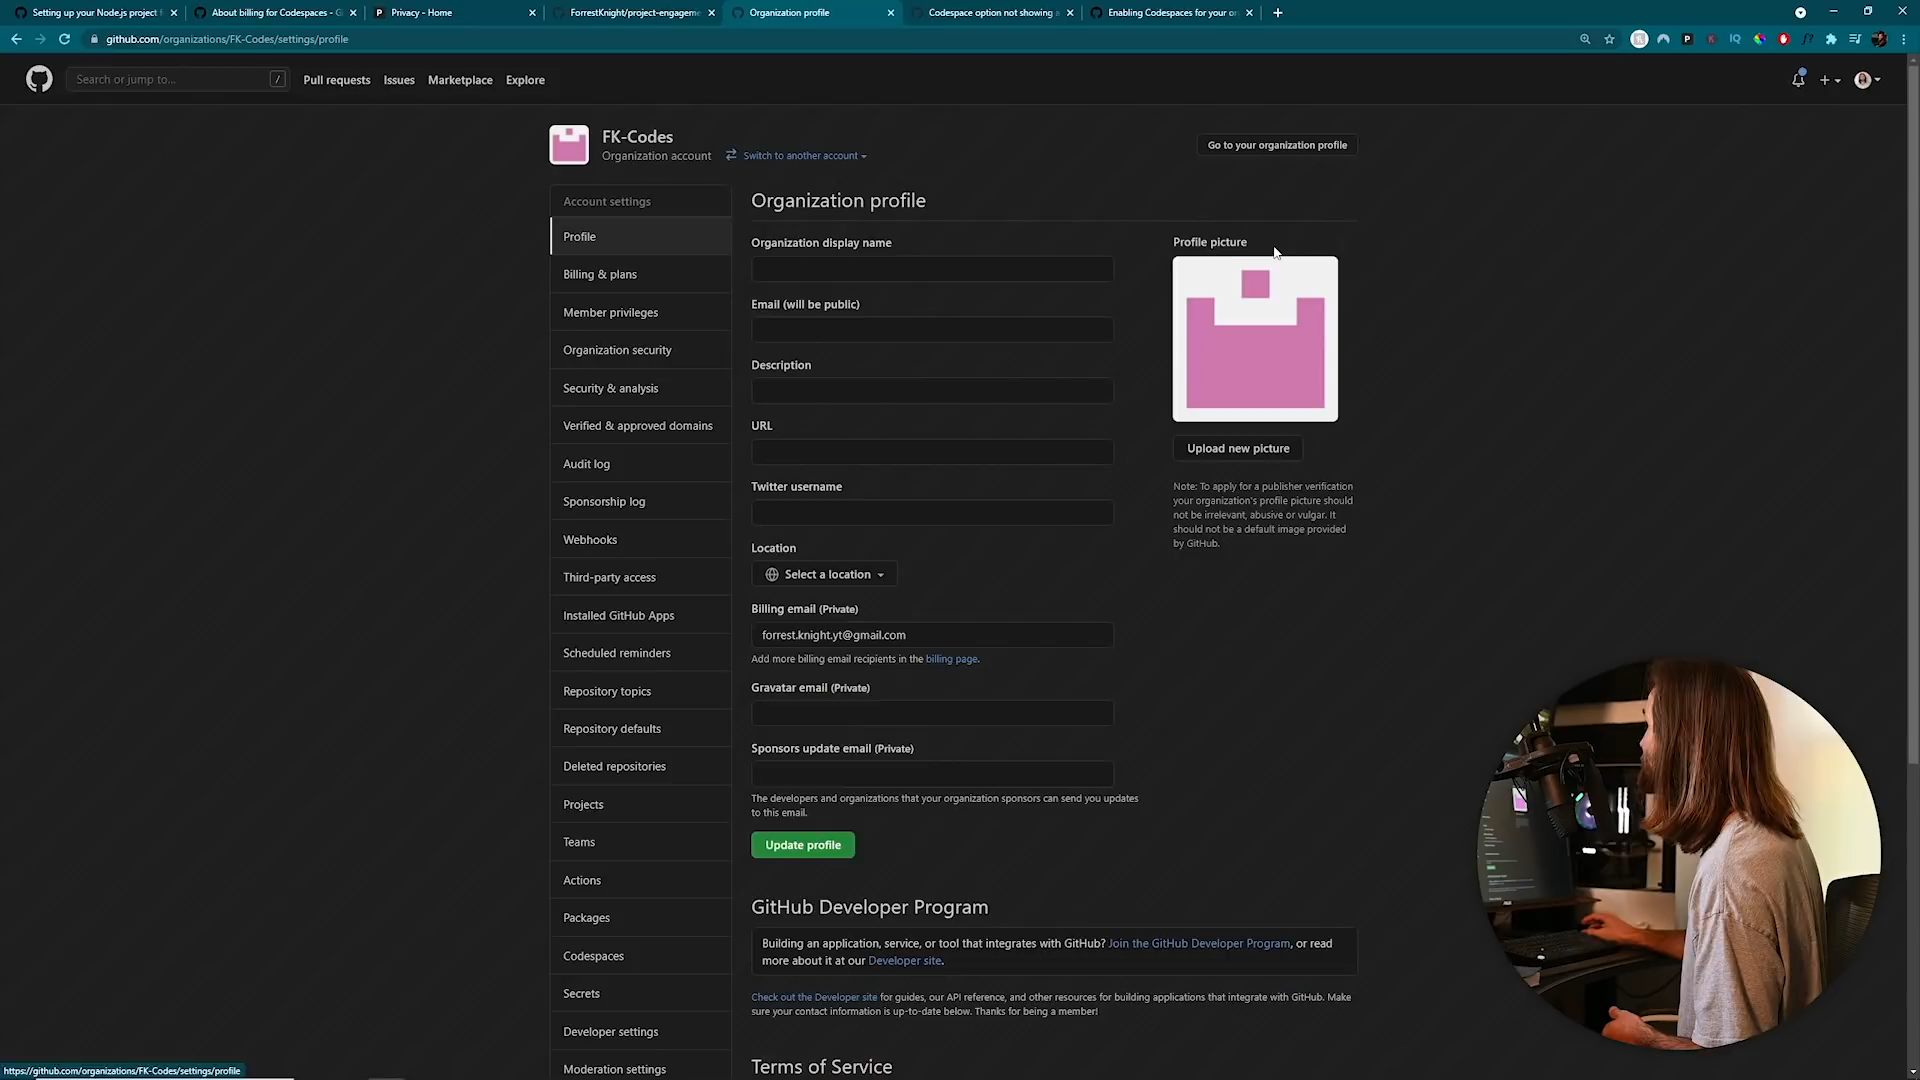 Setting up your Node.js project f
About billing for Codespaces - G
Privacy - Home
ForrestKnight/project-engageme
Organization profile
Codespace option not showing a
Enabling Codespaces for your or
github.com/organizations/FK-Codes/settings/profile
Search or jump to...
/
Pull requests
Issues
Marketplace
Explore
FK-Codes
Organization account
Switch to another account
Go to your organization profile
Account settings
Profile
Billing & plans
Member privileges
Organization security
Security & analysis
Verified & approved domains
Audit log
Sponsorship log
Webhooks
Third-party access
Installed GitHub Apps
Scheduled reminders
Repository topics
Repository defaults
Deleted repositories
Projects
Teams
Actions
Packages
Codespaces
Secrets
Developer settings
Moderation settings
Organization profile
Organization display name
Email (will be public)
Description
URL
Twitter username
Location
Select a location
Billing email (Private)
forrest.knight.yt@gmail.com
Add more billing email recipients in the billing page.
Gravatar email (Private)
Sponsors update email (Private)
The developers and organizations that your organization sponsors can send you updates
to this email.
Update profile
Profile picture
Upload new picture
Note: To apply for a publisher verification
your organization's profile picture should
not be irrelevant, abusive or vulgar. It
should not be a default image provided
by GitHub.
GitHub Developer Program
Building an application, service, or tool that integrates with GitHub? Join the GitHub Developer Program, or read
more about it at our Developer site.
Check out the Developer site for guides, our API reference, and other resources for building applications that integrate with GitHub. Make
sure your contact information is up-to-date below. Thanks for being a member!
Terms of Service
https://github.com/organizations/FK-Codes/settings/profile